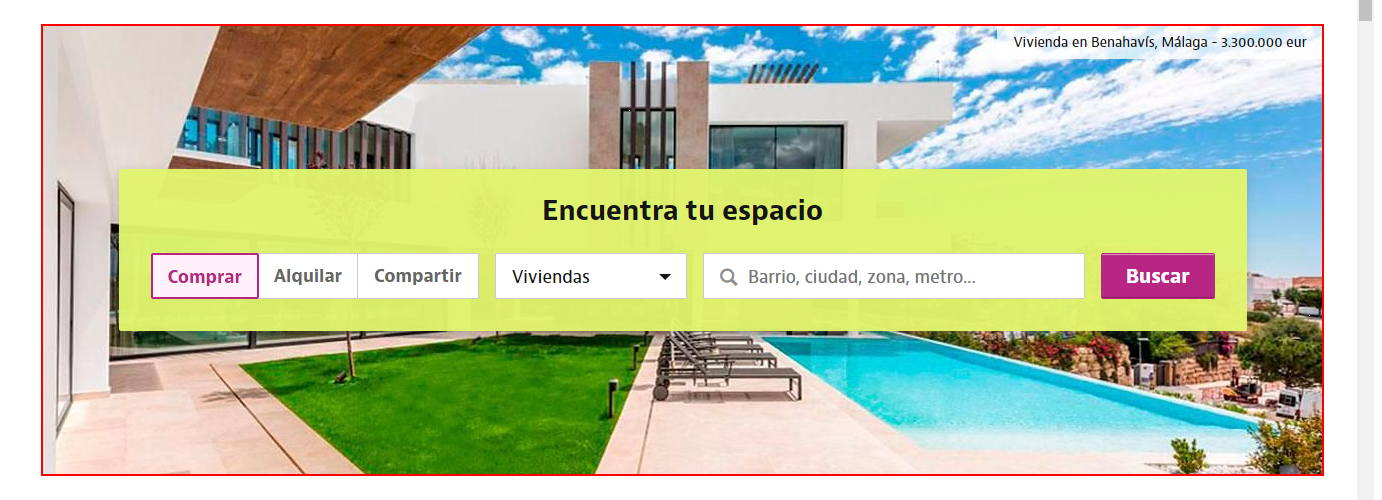 Vivienda en Benahavís, Málaga - 3.300.000 eur
Encuentra tu espacio
Comprar Alquilar Compartir Viviendas Barrio, ciudad, zona, metro... Buscar